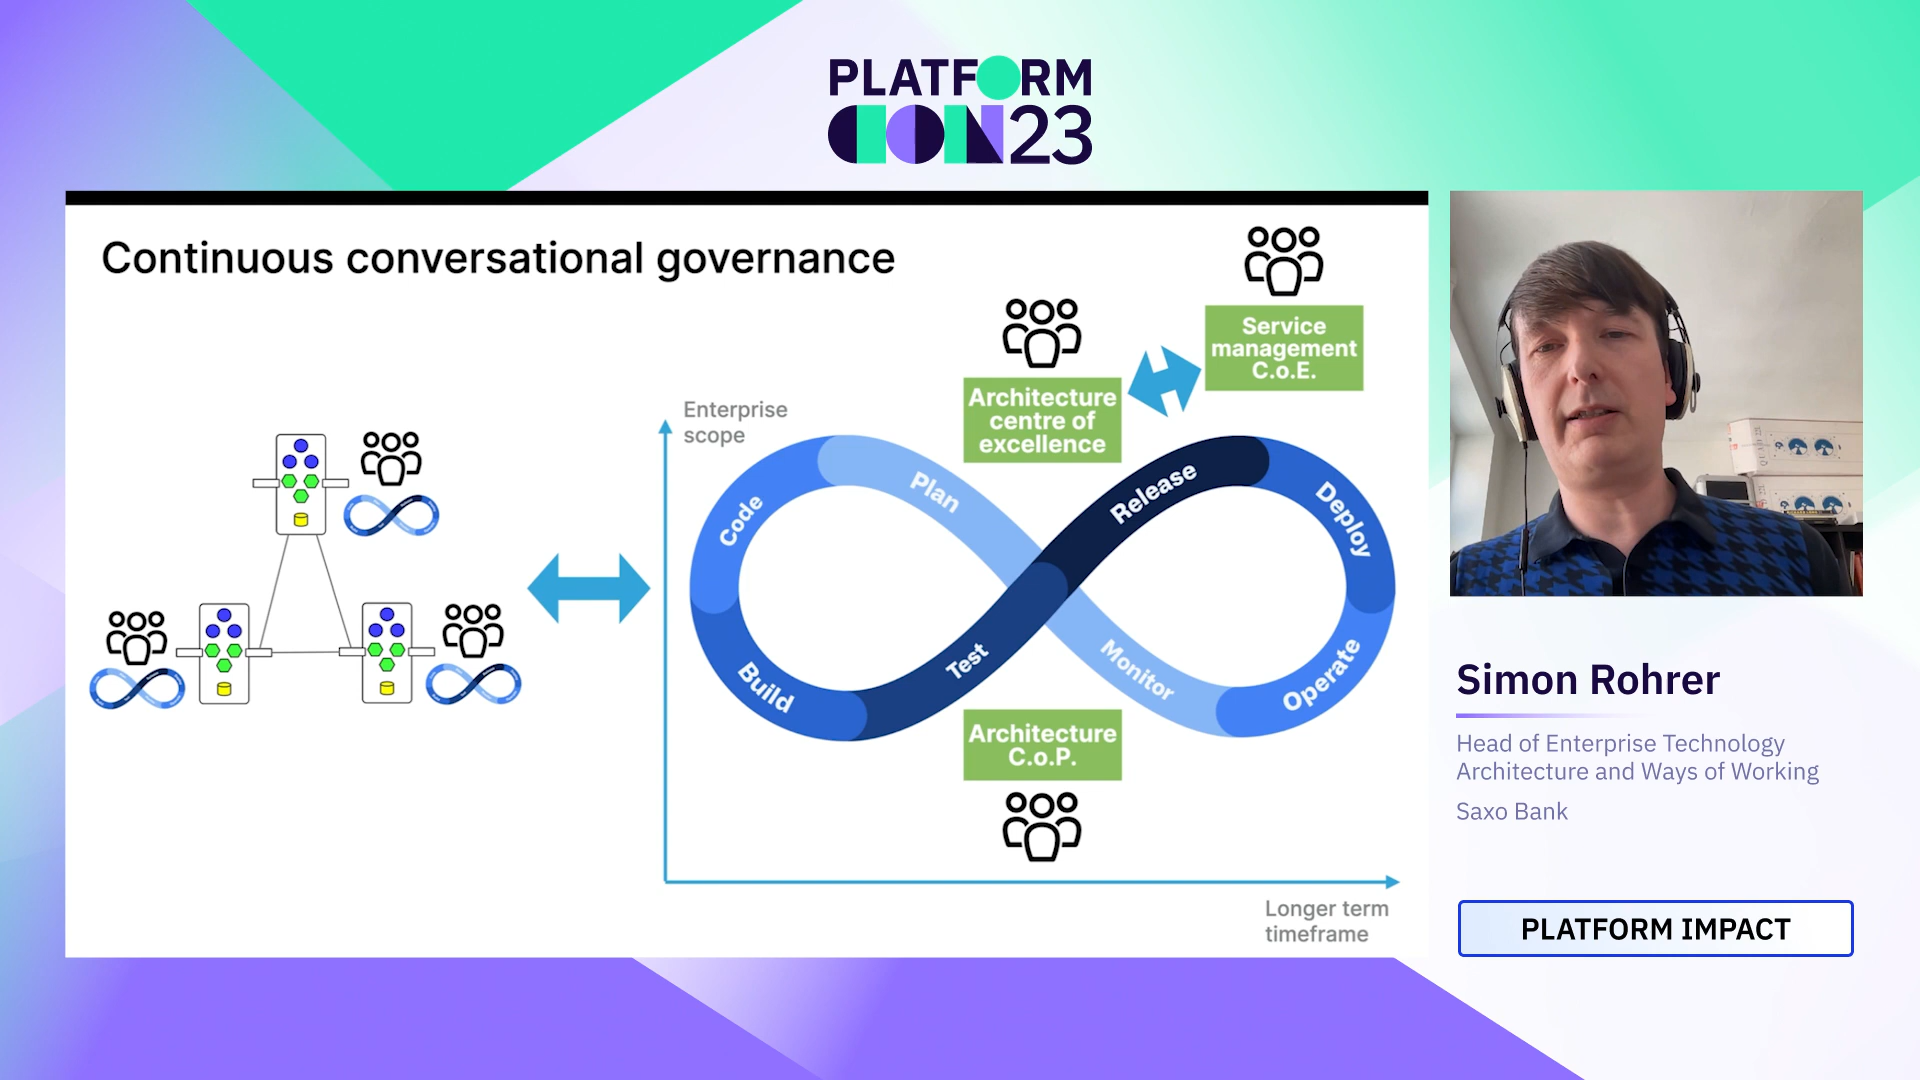 PLATFORM
CON23
Continuous conversational governance
Service
management
C.o.E.
Architecture
centre of
excellence
Enterprise
scope
Plan
Code
Build
Test
Release
Deploy
Operate
Monitor
Architecture
C.o.P.
Longer term
timeframe
Simon Rohrer
Head of Enterprise Technology
Architecture and Ways of Working
Saxo Bank
PLATFORM IMPACT